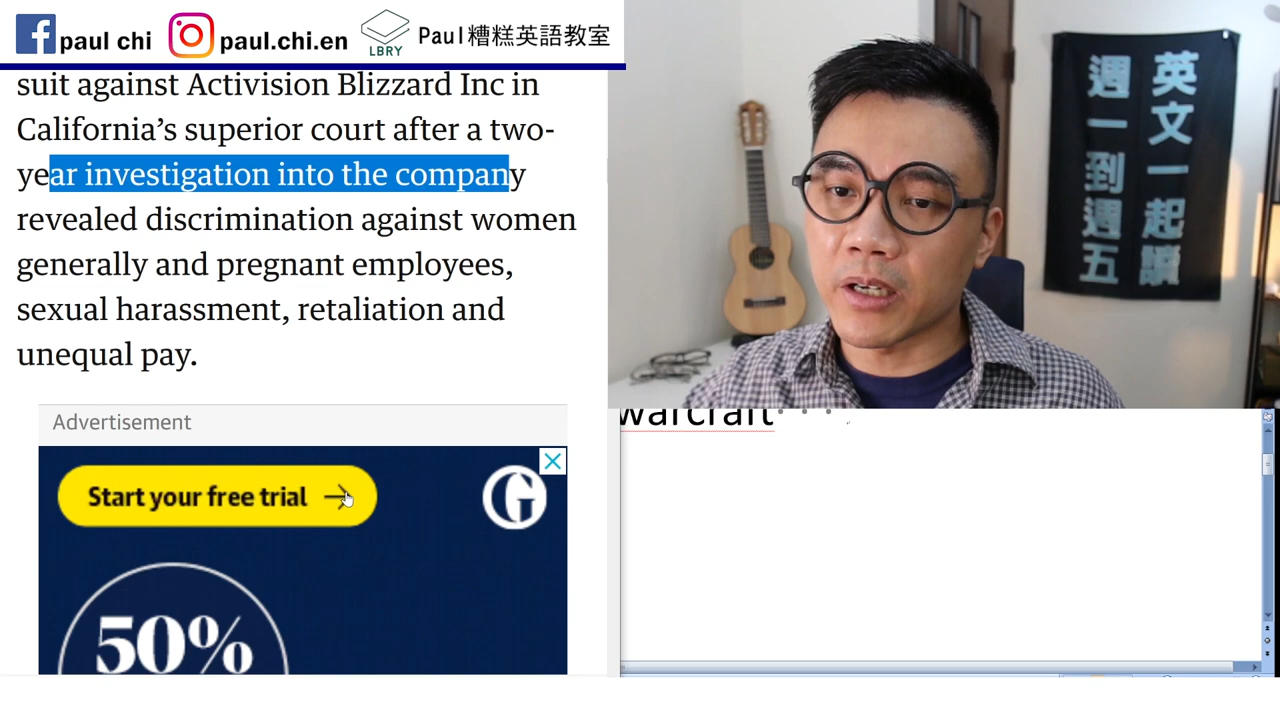 paul chi
paul.chi.en
LBRY
Paul糟糕英語教室
suit against Activision Blizzard Inc in
California’s superior court after a two-
year investigation into the company
revealed discrimination against women
generally and pregnant employees,
sexual harassment, retaliation and
unequal pay.
Advertisement
Start your free trial →
G
50%
英文一起讀
週一到週五
warcraft